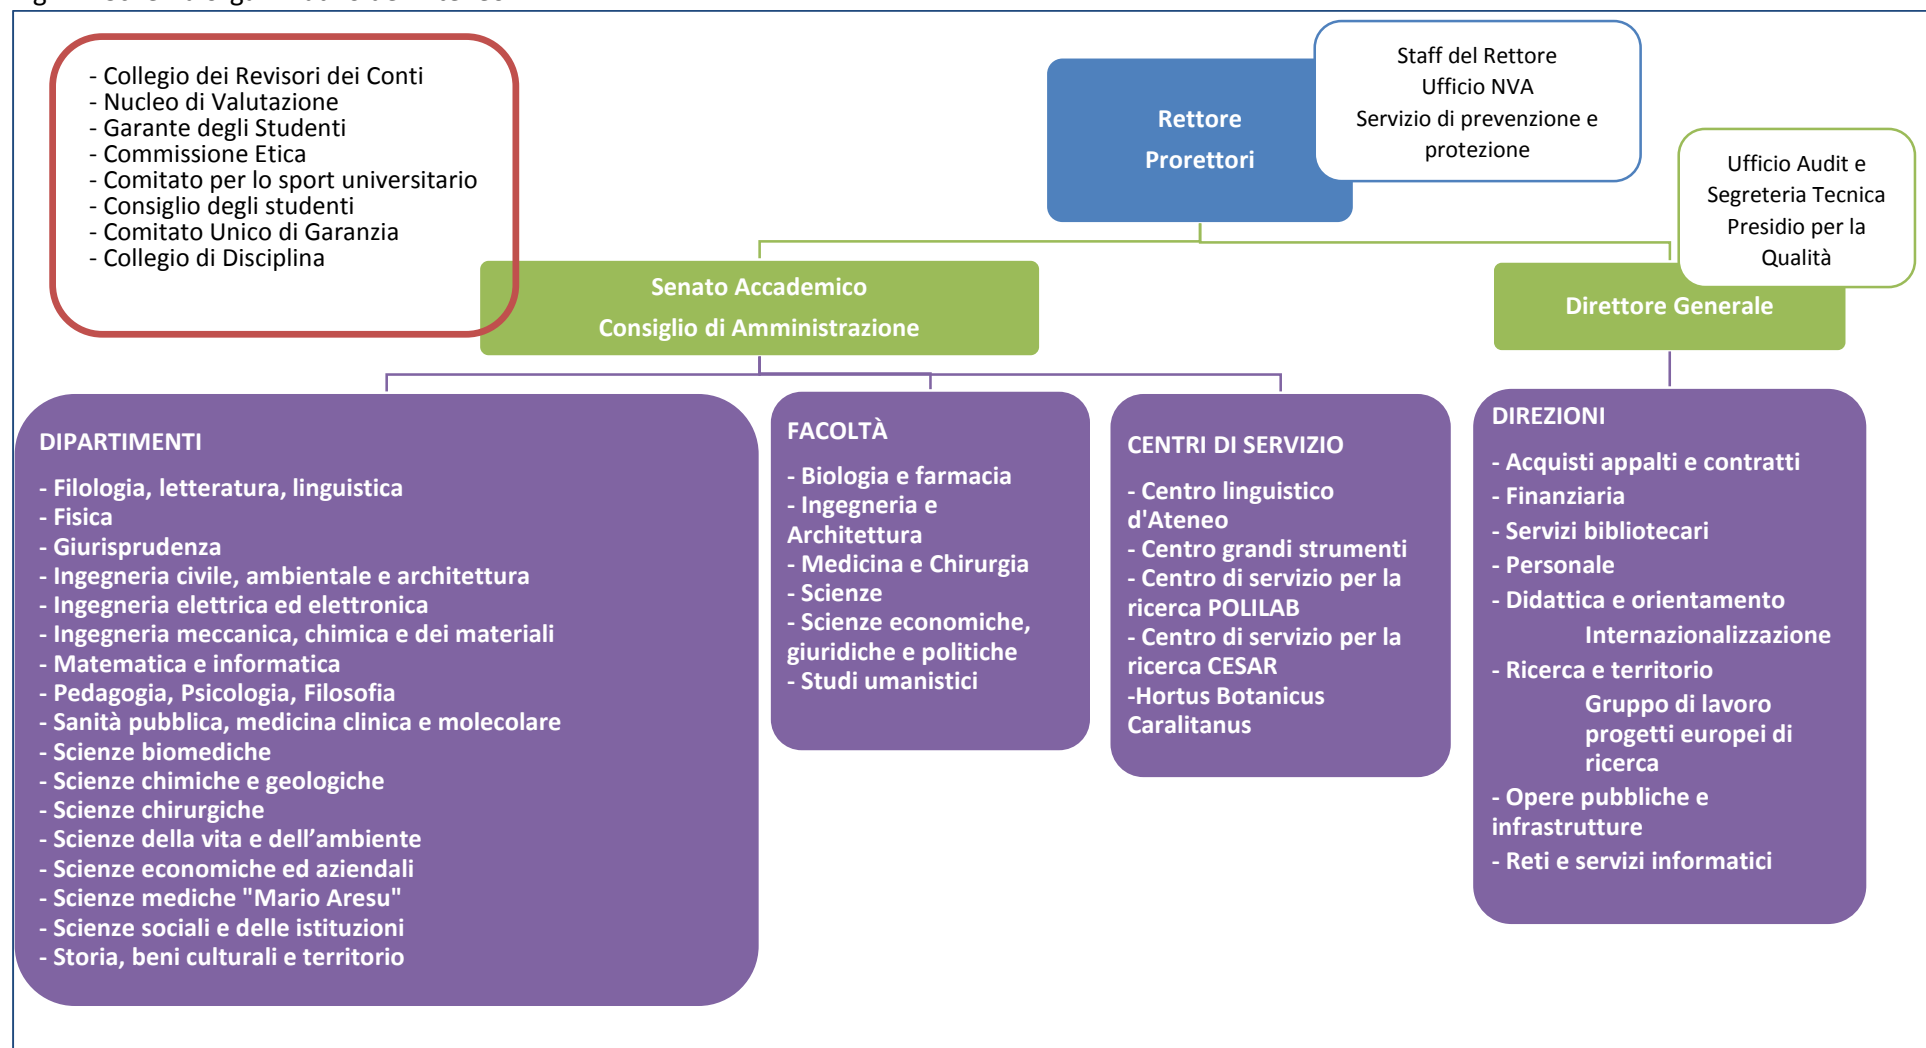 - Collegio dei Revisori dei Conti
- Nucleo di Valutazione
- Garante degli Studenti
- Commissione Etica
- Comitato per lo sport universitario
- Consiglio degli studenti
- Comitato Unico di Garanzia
- Collegio di Disciplina
Rettore
Prorettori
Staff del Rettore
Ufficio NVA
Servizio di prevenzione e
protezione
Ufficio Audit e
Segreteria Tecnica
Presidio per la
Qualità
Senato Accademico
Consiglio di Amministrazione
Direttore Generale
DIPARTIMENTI
- Filologia, letteratura, linguistica
- Fisica
- Giurisprudenza
- Ingegneria civile, ambientale e architettura
- Ingegneria elettrica ed elettronica
- Ingegneria meccanica, chimica e dei materiali
- Matematica e informatica
- Pedagogia, Psicologia, Filosofia
- Sanità pubblica, medicina clinica e molecolare
- Scienze biomediche
- Scienze chimiche e geologiche
- Scienze chirurgiche
- Scienze della vita e dell’ambiente
- Scienze economiche ed aziendali
- Scienze mediche "Mario Aresu"
- Scienze sociali e delle istituzioni
- Storia, beni culturali e territorio
FACOLTÀ
- Biologia e farmacia
- Ingegneria e
Architettura
- Medicina e Chirurgia
- Scienze
- Scienze economiche,
giuridiche e politiche
- Studi umanistici
CENTRI DI SERVIZIO
- Centro linguistico
d'Ateneo
- Centro grandi strumenti
- Centro di servizio per la
ricerca POLILAB
- Centro di servizio per la
ricerca CESAR
-Hortus Botanicus
Caralitanus
DIREZIONI
- Acquisti appalti e contratti
- Finanziaria
- Servizi bibliotecari
- Personale
- Didattica e orientamento
Internazionalizzazione
- Ricerca e territorio
Gruppo di lavoro
progetti europei di
ricerca
- Opere pubbliche e
infrastrutture
- Reti e servizi informatici